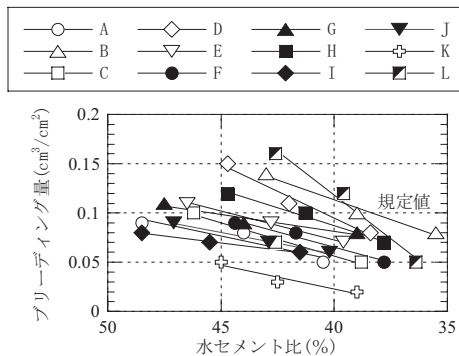 A D G J
B E H K
C F I L
0.2
0.15
0.1
0.05
0
ブリーディング量(cm³/cm²)
規定値
50 45 40 35
水セメント比(%)